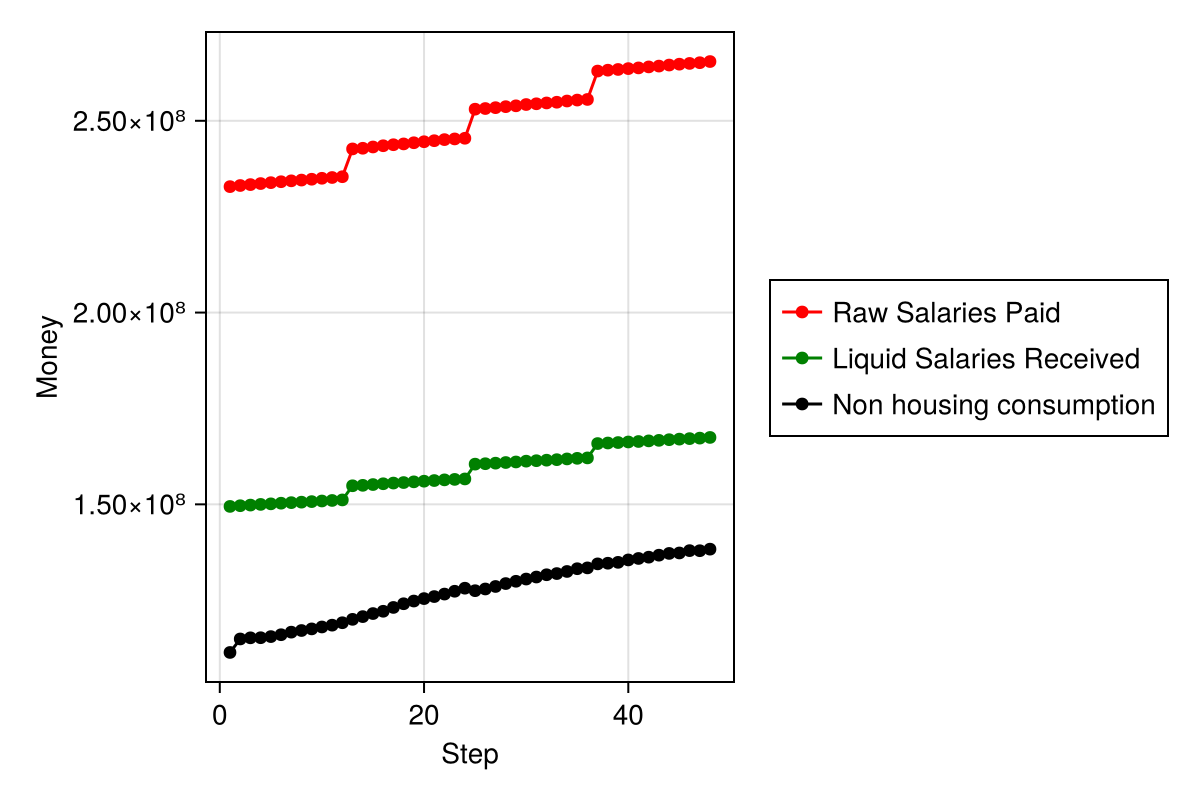 2.50×10⁸
2.00×10⁸
1.50×10⁸
Money
0 20 40
Step
Raw Salaries Paid
Liquid Salaries Received
Non housing consumption